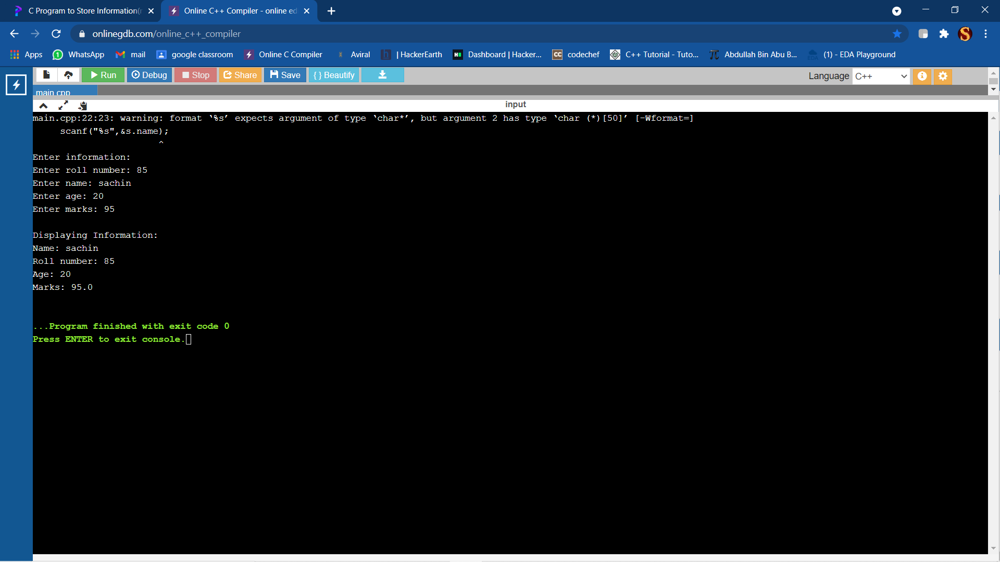 C Program to Store Information(r
Online C++ Compiler - online ed
onlinegdb.com/online_c++_compiler
Apps WhatsApp mail google classroom Online C Compiler Aviral | HackerEarth Dashboard | Hacker... codechef C++ Tutorial - Tuto... Abdullah Bin Abu B... (1) - EDA Playground
Run Debug Stop Share Save {} Beautify Language C++
main.cpp
input
main.cpp:22:23: warning: format ‘%s’ expects argument of type ‘char*’, but argument 2 has type ‘char (*)[50]’ [-Wformat=]
scanf("%s",&s.name);
^
Enter information:
Enter roll number: 85
Enter name: sachin
Enter age: 20
Enter marks: 95
Displaying Information:
Name: sachin
Roll number: 85
Age: 20
Marks: 95.0
...Program finished with exit code 0
Press ENTER to exit console.